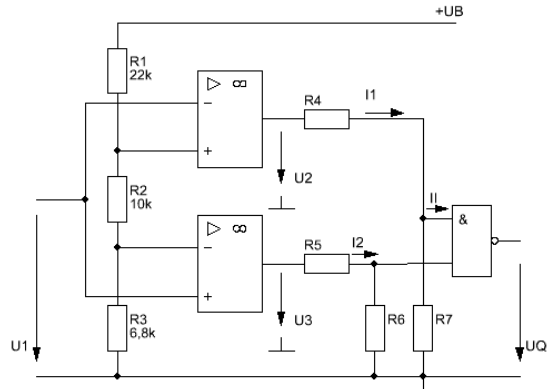 +UB
R1
22k
▷ ∞
−
+
R4
I1
R2
10k
U2
II
&
▷ ∞
−
+
R5
I2
R3
6,8k
U3
R6
R7
U1
UQ